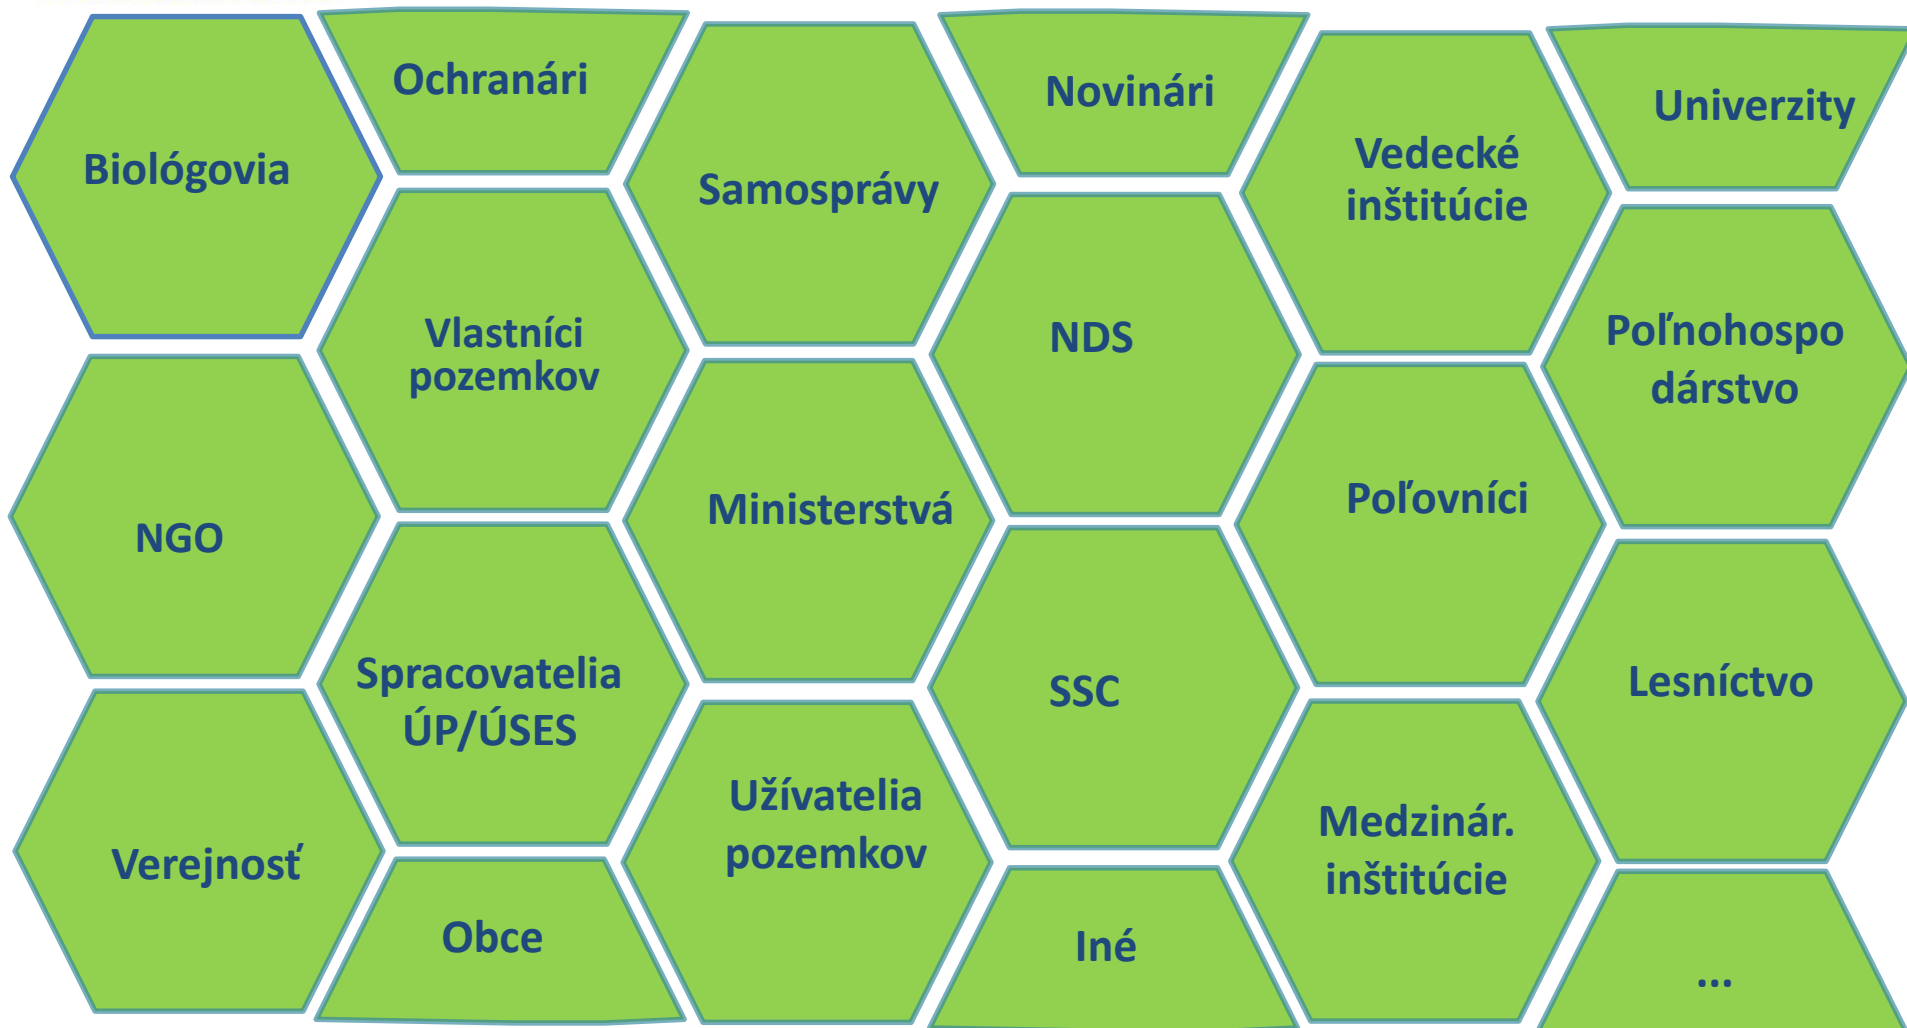 Biológovia
NGO
Verejnosť
Ochranári
Vlastníci
pozemkov
Spracovatelia
ÚP/ÚSES
Obce
Samosprávy
Ministerstvá
Užívatelia
pozemkov
Novinári
NDS
SSC
Iné
Vedecké
inštitúcie
Poľovníci
Medzinár.
inštitúcie
Univerzity
Poľnohospo
dárstvo
Lesníctvo
...